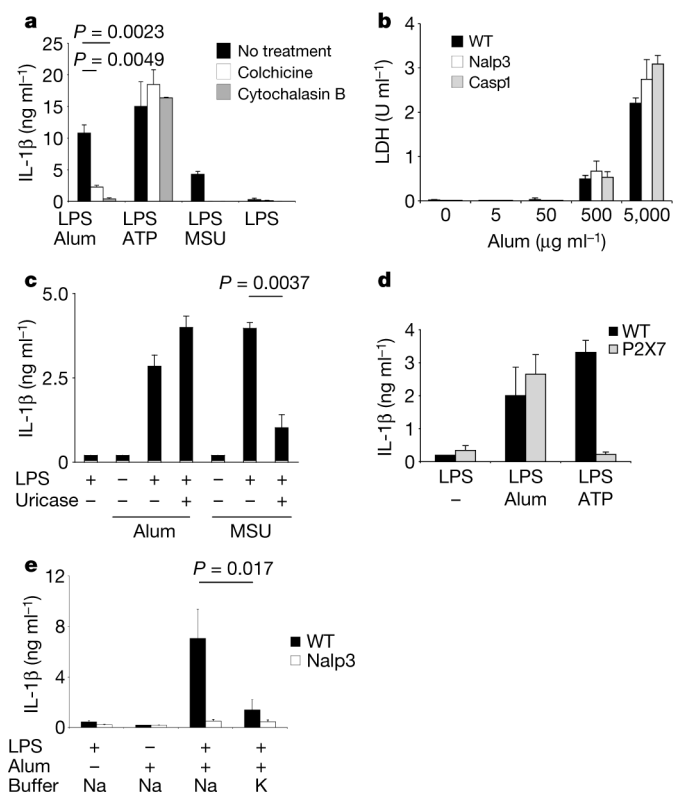 a
P = 0.0023
P = 0.0049
25
20
15
10
5
0
IL-1β (ng ml⁻¹)
No treatment
Colchicine
Cytochalasin B
LPS LPS LPS LPS
Alum ATP MSU
b
4
3
2
1
0
LDH (U ml⁻¹)
WT
Nalp3
Casp1
0 5 50 500 5,000
Alum (μg ml⁻¹)
c
P = 0.0037
5.0
2.5
0
IL-1β (ng ml⁻¹)
LPS + − + + − + +
Uricase − − − + − − +
Alum MSU
d
4
3
2
1
0
IL-1β (ng ml⁻¹)
WT
P2X7
LPS LPS LPS
− Alum ATP
e
P = 0.017
12
8
4
0
IL-1β (ng ml⁻¹)
WT
Nalp3
LPS + − + +
Alum − + + +
Buffer Na Na Na K